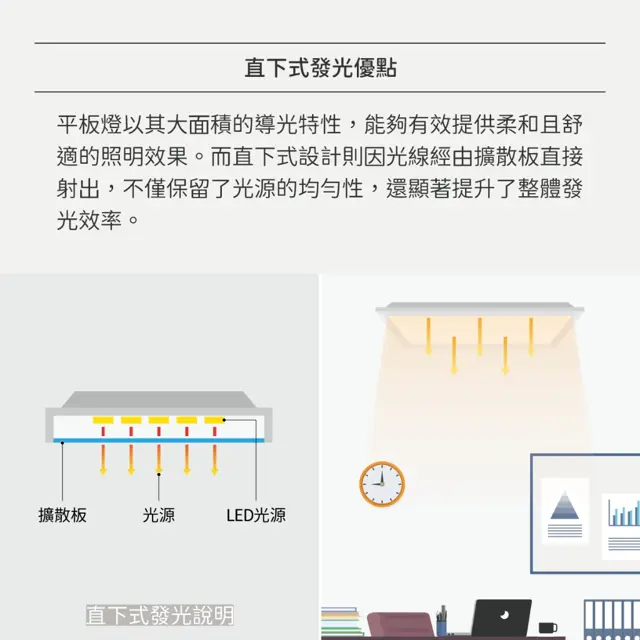 直下式發光優點
平板燈以其大面積的導光特性，能夠有效提供柔和且舒
適的照明效果。而直下式設計則因光線經由擴散板直接
射出，不僅保留了光源的均勻性，還顯著提升了整體發
光效率。
擴散板
光源
LED光源
直下式發光說明